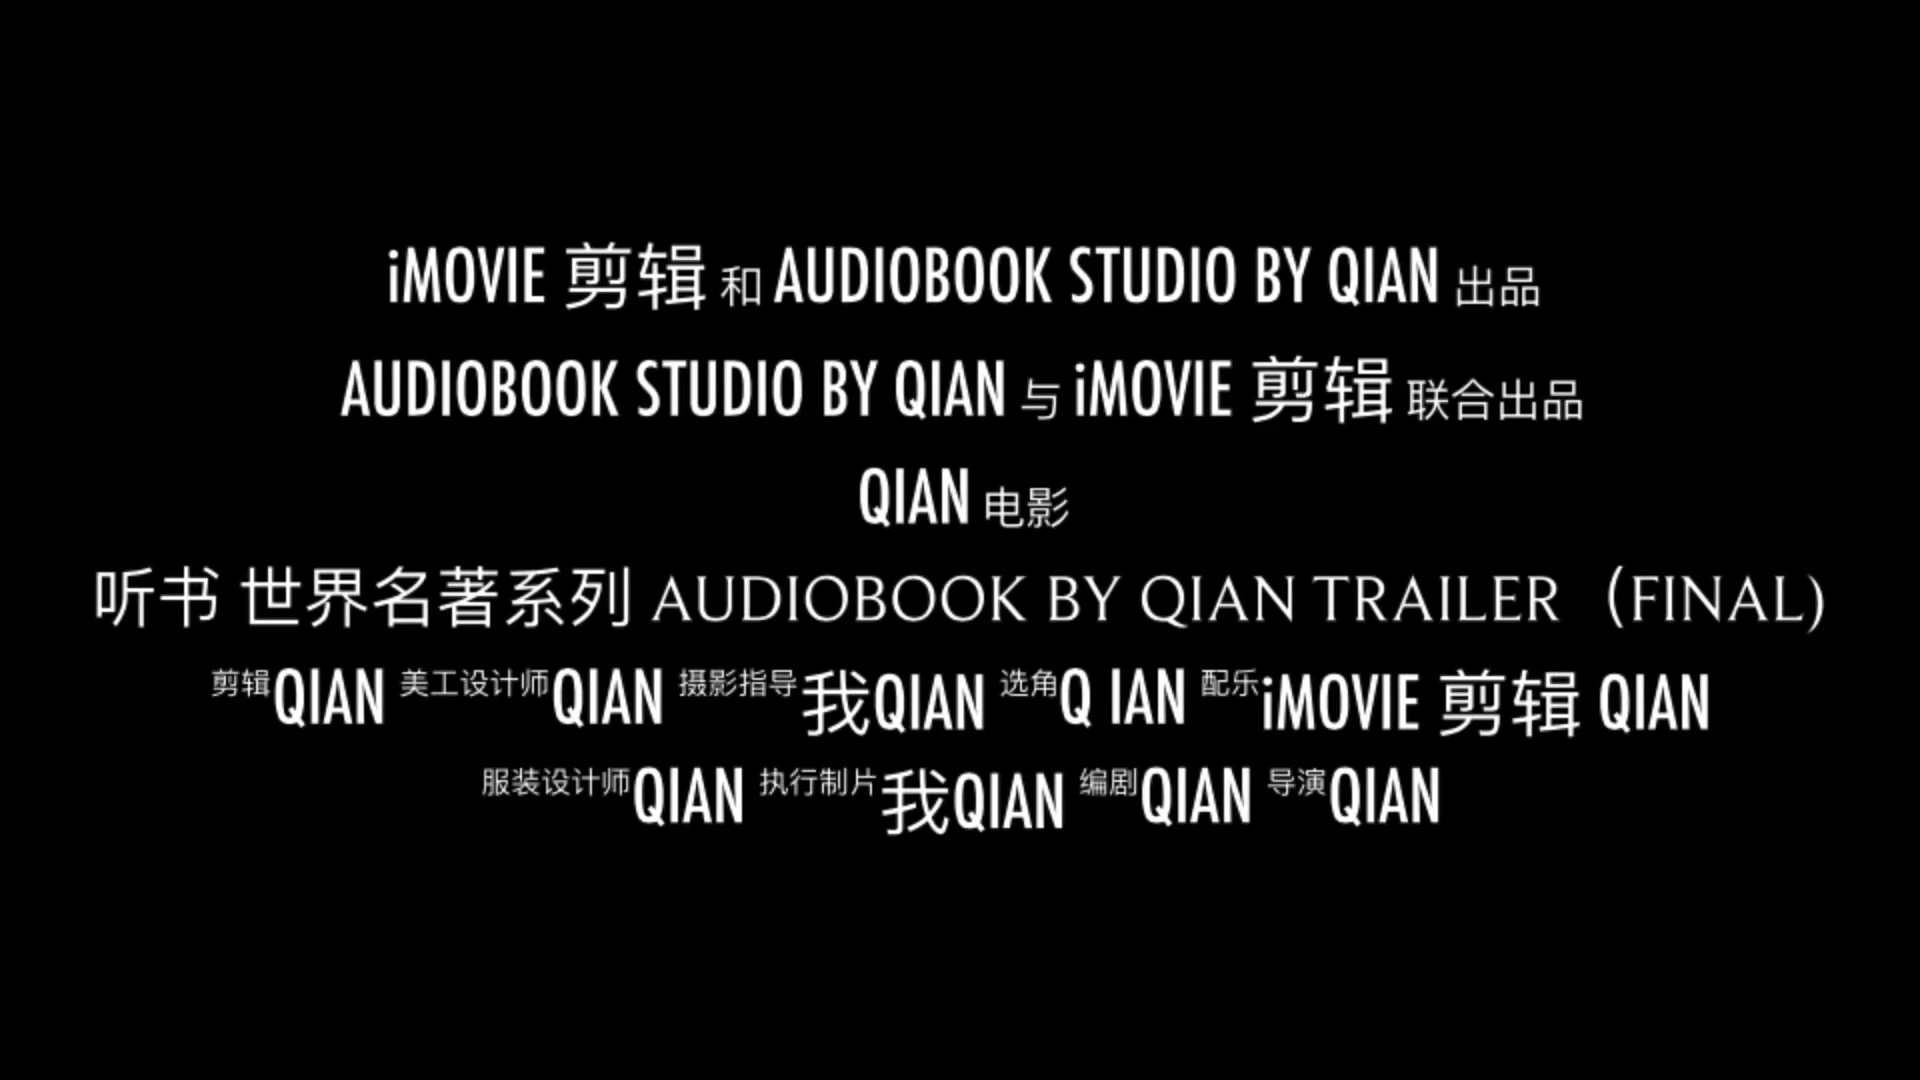 iMOVIE 剪辑 和 AUDIOBOOK STUDIO BY QIAN 出品
AUDIOBOOK STUDIO BY QIAN 与 iMOVIE 剪辑 联合出品
QIAN 电影
听书 世界名著系列 AUDIOBOOK BY QIAN TRAILER（FINAL)
剪辑QIAN 美工设计师QIAN 摄影指导我QIAN 选角Q IAN 配乐iMOVIE 剪辑 QIAN
服装设计师QIAN 执行制片我QIAN 编剧QIAN 导演QIAN